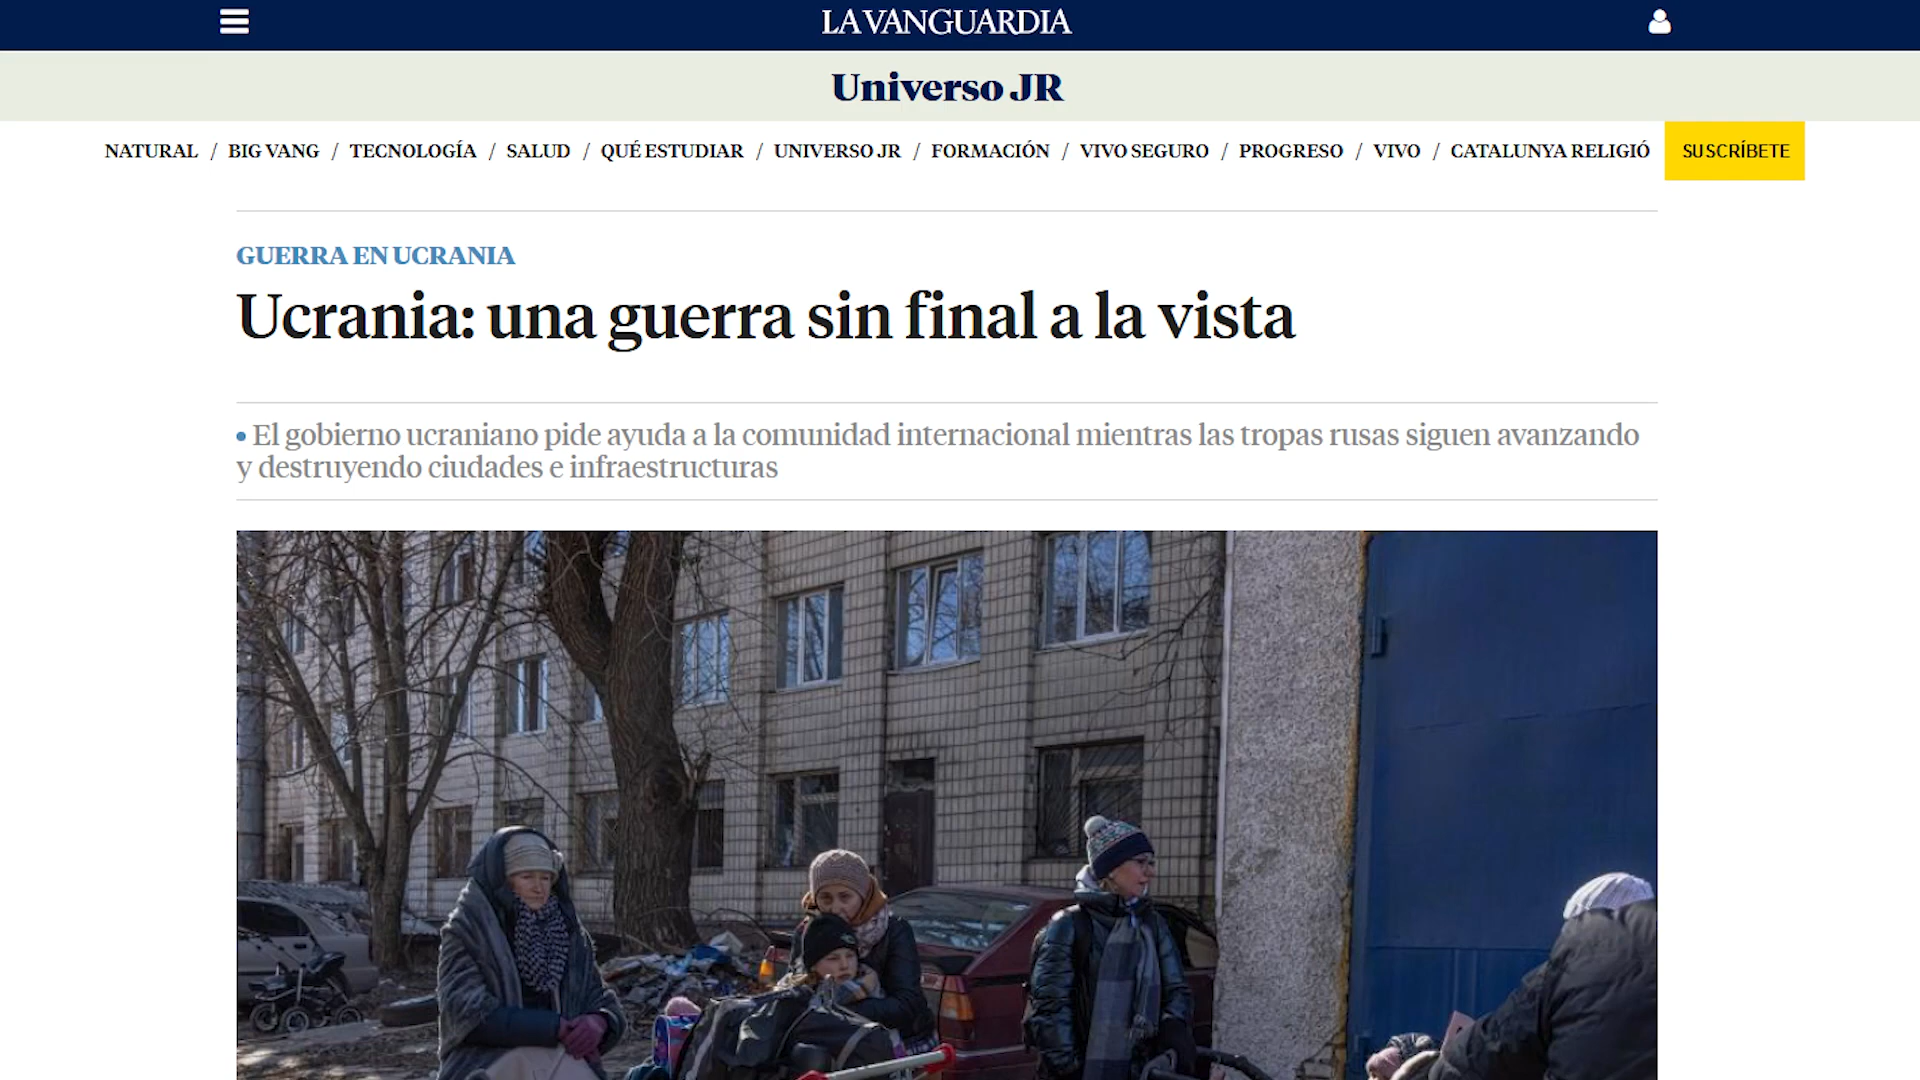 LA VANGUARDIA
Universo JR
NATURAL / BIG VANG / TECNOLOGÍA / SALUD / QUÉ ESTUDIAR / UNIVERSO JR / FORMACIÓN / VIVO SEGURO / PROGRESO / VIVO / CATALUNYA RELIGIÓ SUSCRÍBETE
GUERRA EN UCRANIA
Ucrania: una guerra sin final a la vista
• El gobierno ucraniano pide ayuda a la comunidad internacional mientras las tropas rusas siguen avanzando
y destruyendo ciudades e infraestructuras